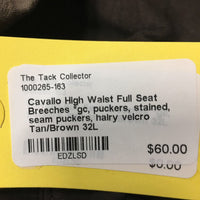 The Tack Collector
1000265-163
Cavallo High Waist Full Seat
Breeches *gc, puckers, stained,
seam puckers, hairy velcro
Tan/Brown 32L
$60.00
EDZLSD